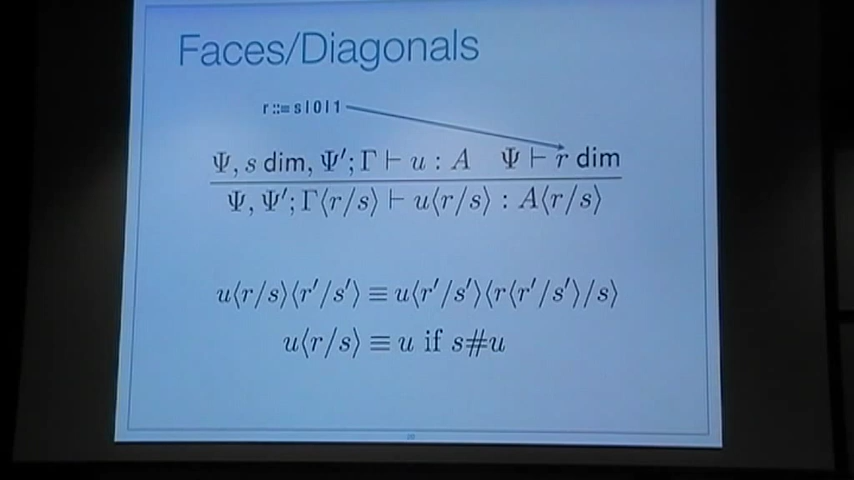 Faces/Diagonals
r ::= s | 0 | 1
Ψ, s dim, Ψ′; Γ ⊢ u : A   Ψ ⊢ r dim
Ψ, Ψ′; Γ⟨r/s⟩ ⊢ u⟨r/s⟩ : A⟨r/s⟩
u⟨r/s⟩⟨r′/s′⟩ ≡ u⟨r′/s′⟩⟨r⟨r′/s′⟩/s⟩
u⟨r/s⟩ ≡ u if s#u